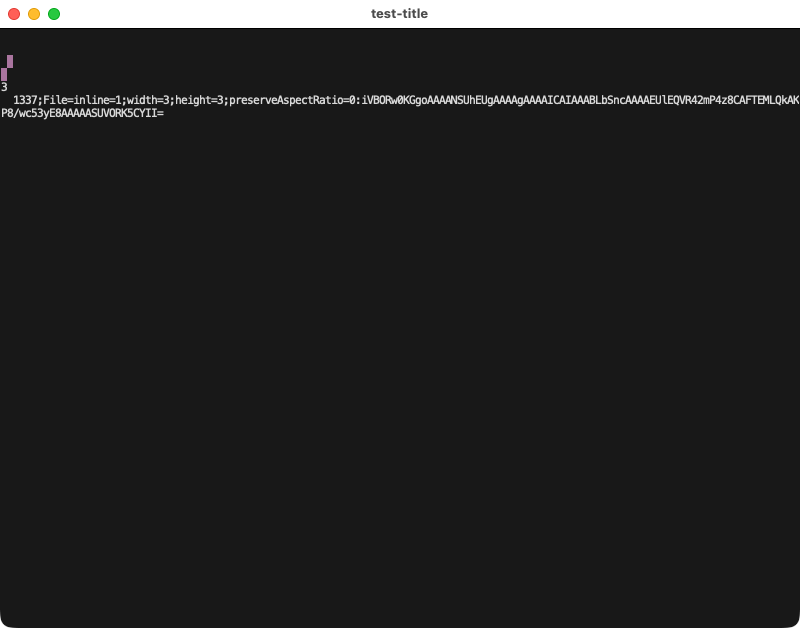 test-title
3
1337;File=inline=1;width=3;height=3;preserveAspectRatio=0:iVBORw0KGgoAAAANSUhEUgAAAAgAAAAICAIAAABLbSncAAAAEUlEQVR42mP4z8CAFTEMLQkAK
P8/wc53yE8AAAAASUVORK5CYII=